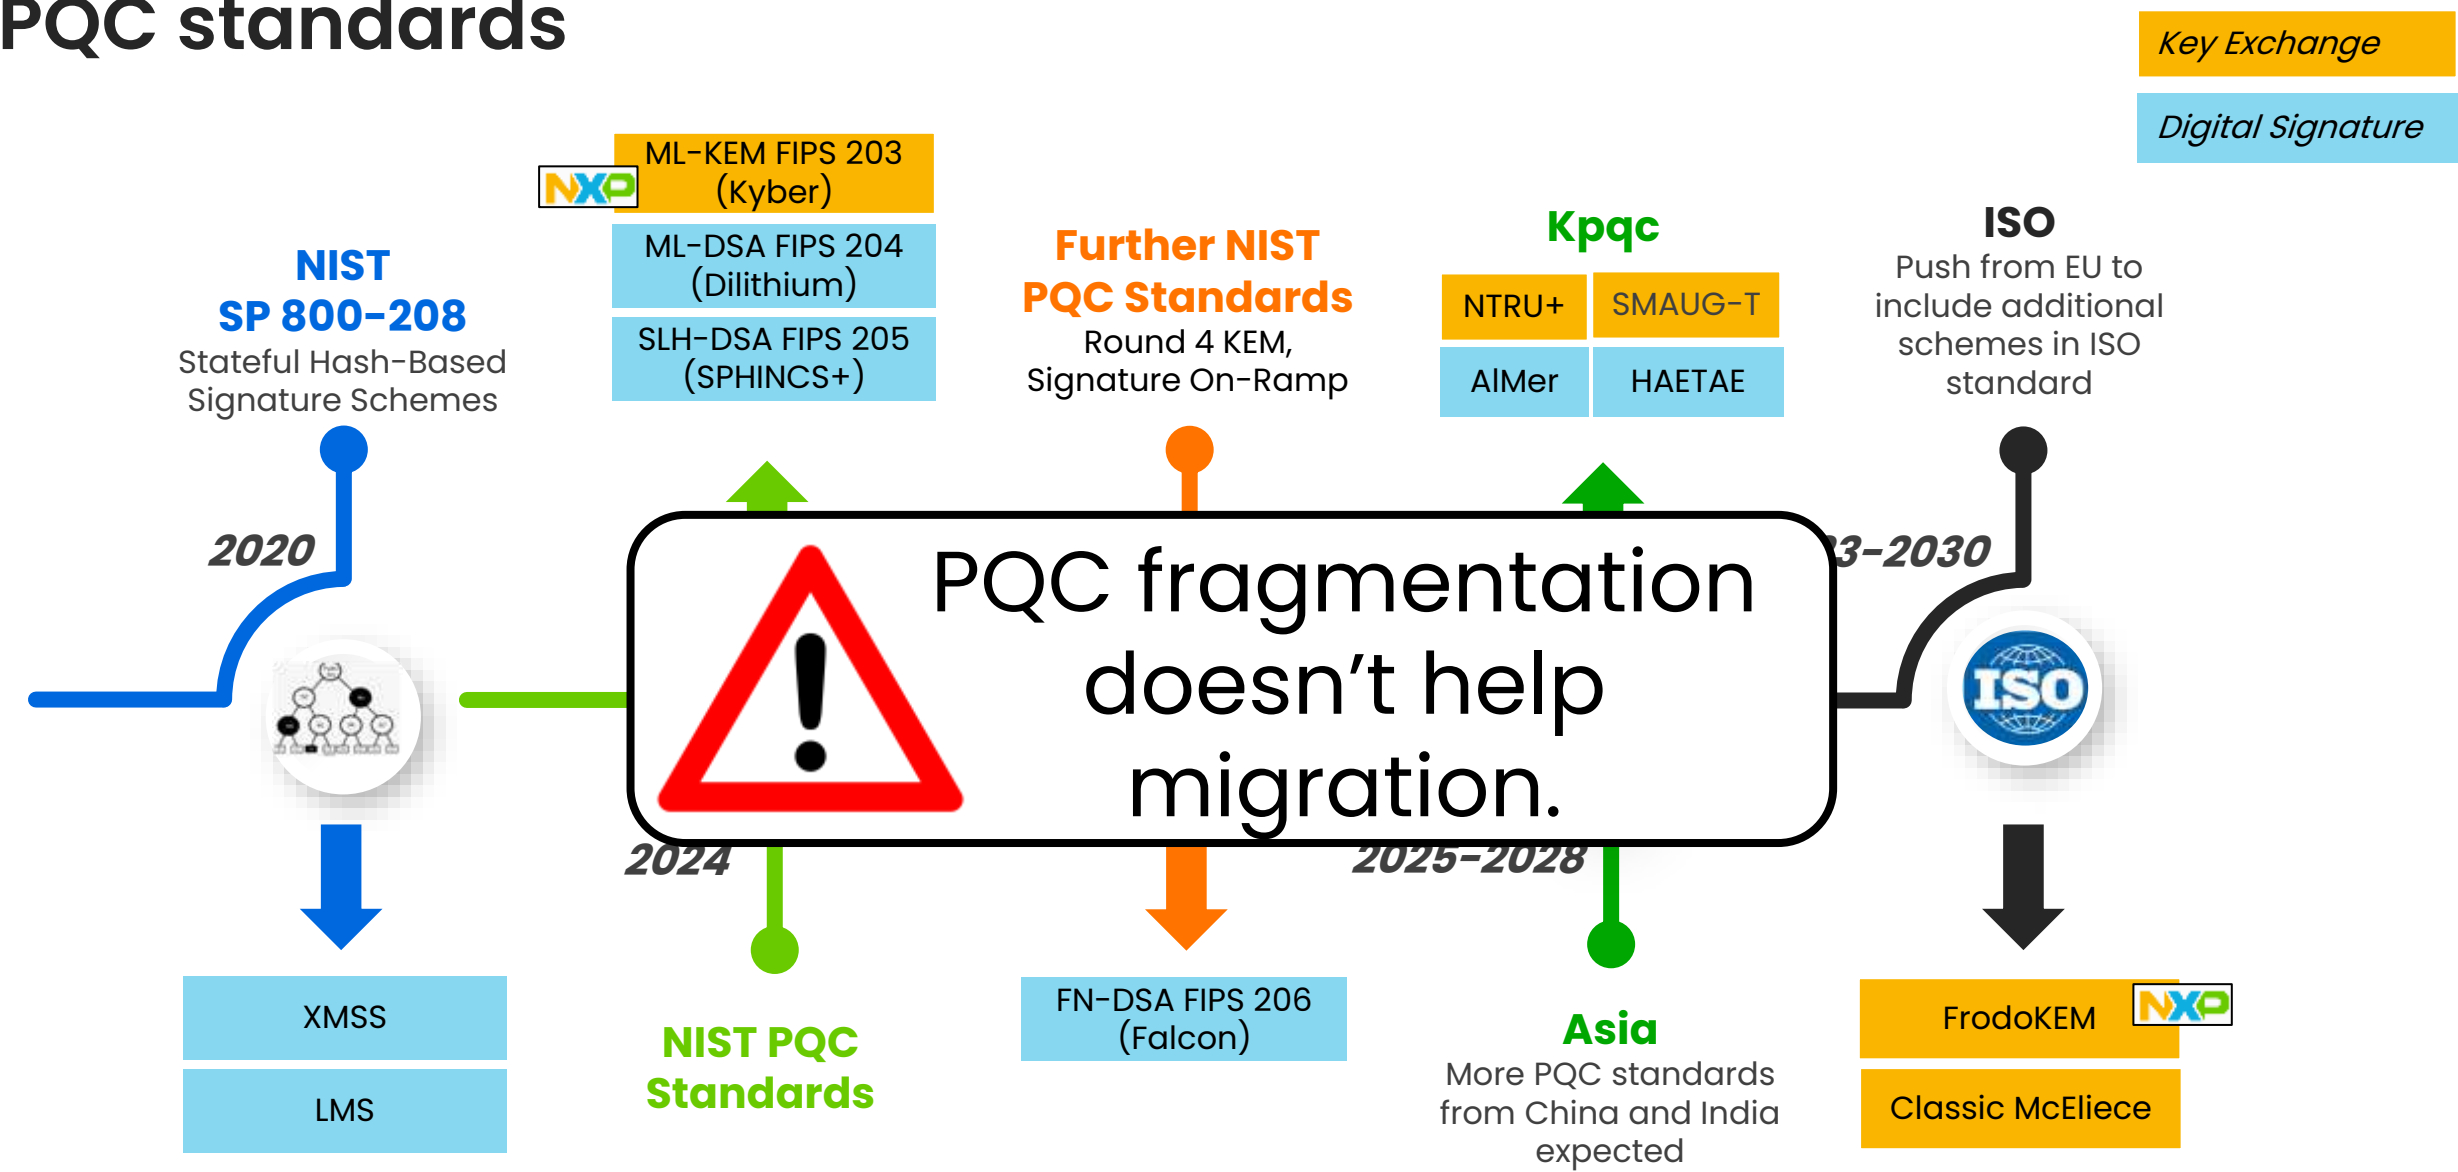 PQC standards
Key Exchange
Digital Signature
NIST
SP 800-208
Stateful Hash-Based
Signature Schemes
2020
XMSS
LMS
NXP
ML-KEM FIPS 203
(Kyber)
ML-DSA FIPS 204
(Dilithium)
SLH-DSA FIPS 205
(SPHINCS+)
2024
NIST PQC
Standards
Further NIST
PQC Standards
Round 4 KEM,
Signature On-Ramp
FN-DSA FIPS 206
(Falcon)
Kpqc
NTRU+
SMAUG-T
AIMer
HAETAE
2025-2028
Asia
More PQC standards
from China and India
expected
ISO
Push from EU to
include additional
schemes in ISO
standard
3-2030
ISO
FrodoKEM
NXP
Classic McEliece
PQC fragmentation
doesn’t help
migration.